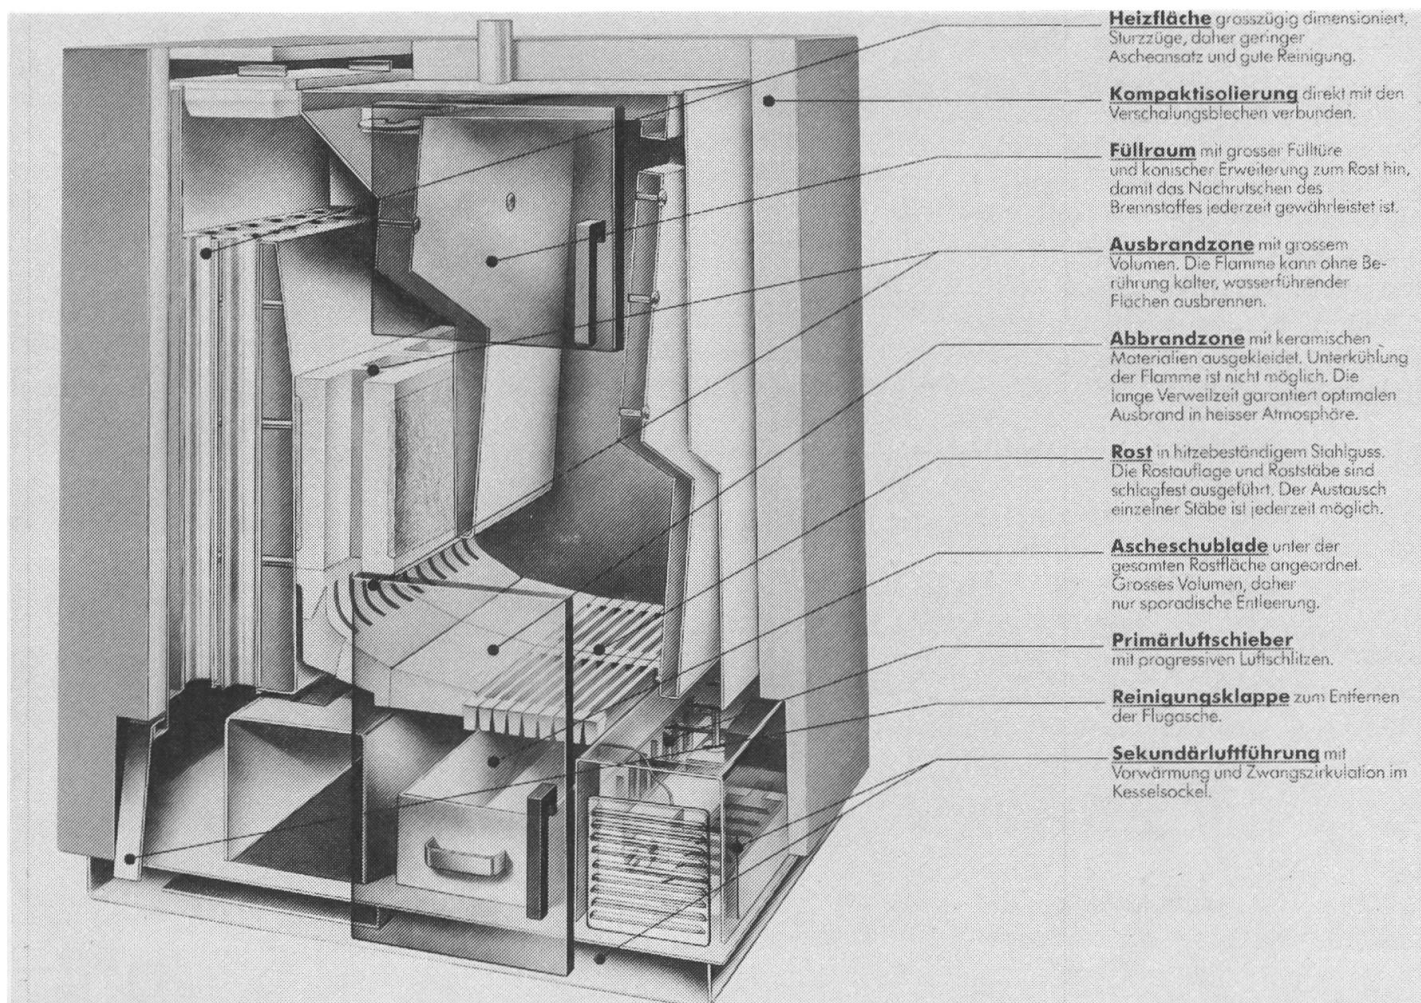 Heizfläche grosszügig dimensioniert,
Sturzzüge, daher geringer
Ascheansatz und gute Reinigung.
Kompaktisolierung direkt mit den
Verschalungsblechen verbunden.
Füllraum mit grosser Fülltüre
und konischer Erweiterung zum Rost hin,
damit das Nachrutschen des
Brennstoffes jederzeit gewährleistet ist.
Ausbrandzone mit grossem
Volumen. Die Flamme kann ohne Be-
rührung kalter, wasserführender
Flächen ausbrennen.
Abbrandzone mit keramischen
Materialien ausgekleidet. Unterkühlung
der Flamme ist nicht möglich. Die
lange Verweilzeit garantiert optimalen
Ausbrand in heisser Atmosphäre.
Rost in hitzebeständigem Stahlguss.
Die Rostauflage und Roststäbe sind
schlagfest ausgeführt. Der Austausch
einzelner Stäbe ist jederzeit möglich.
Ascheschublade unter der
gesamten Rostfläche angeordnet.
Grosses Volumen, daher
nur sporadische Entleerung.
Primärluftschieber
mit progressiven Luftschlitzen.
Reinigungsklappe zum Entfernen
der Flugasche.
Sekundärluftführung mit
Vorwärmung und Zwangszirkulation im
Kesselsockel.